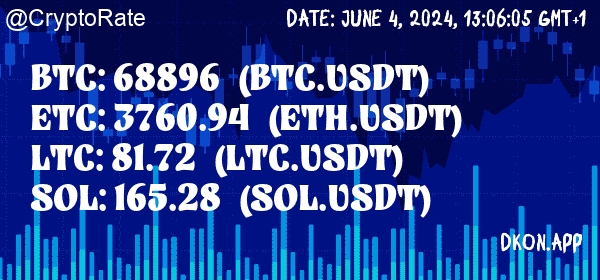 @CryptoRate
DATE: JUNE 4, 2024, 13:06:05 GMT+1
BTC: 68896 (BTC.USDT)
ETC: 3760.94 (ETH.USDT)
LTC: 81.72 (LTC.USDT)
SOL: 165.28 (SOL.USDT)
DKON.APP